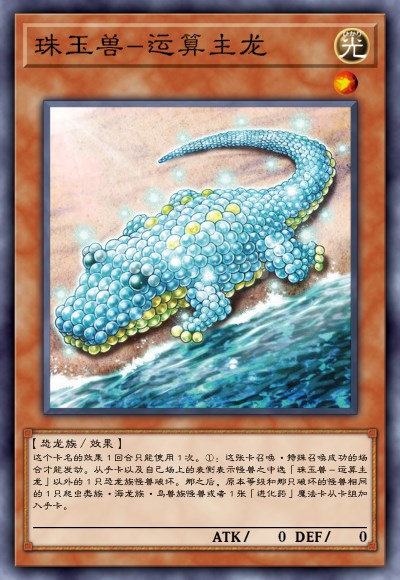 珠玉兽-运算主龙
光
【恐龙族/效果】
这个卡名的效果1回合只能使用1次。①:这张卡召唤·特殊召唤成功的场
合才能发动。从手卡以及自己场上的表侧表示怪兽之中选「珠玉兽-运算主
龙」以外的1只恐龙族怪兽破坏。那之后,原本等级和那只破坏的怪兽相同
的1只爬虫类族·海龙族·鸟兽族怪兽或者1张「进化药」魔法卡从卡组加
入手卡。
ATK/ 0 DEF/ 0